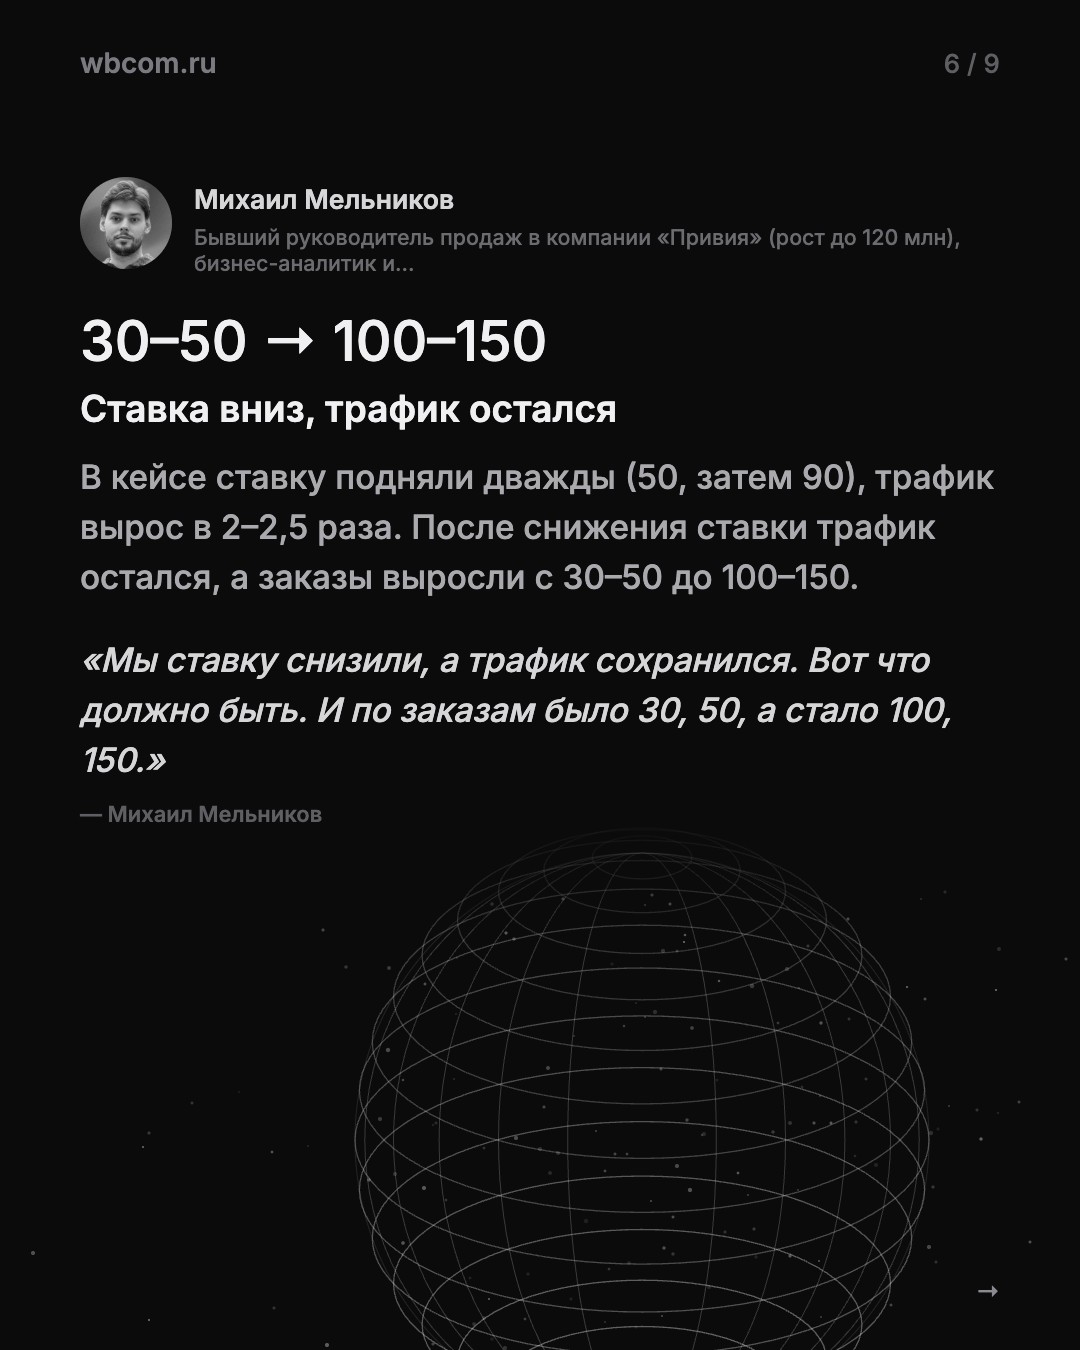 wbcom.ru
6 / 9
Михаил Мельников
Бывший руководитель продаж в компании «Привия» (рост до 120 млн),
бизнес-аналитик и...
30–50 → 100–150
Ставка вниз, трафик остался
В кейсе ставку подняли дважды (50, затем 90), трафик
вырос в 2–2,5 раза. После снижения ставки трафик
остался, а заказы выросли с 30–50 до 100–150.
«Мы ставку снизили, а трафик сохранился. Вот что
должно быть. И по заказам было 30, 50, а стало 100,
150.»
— Михаил Мельников
→